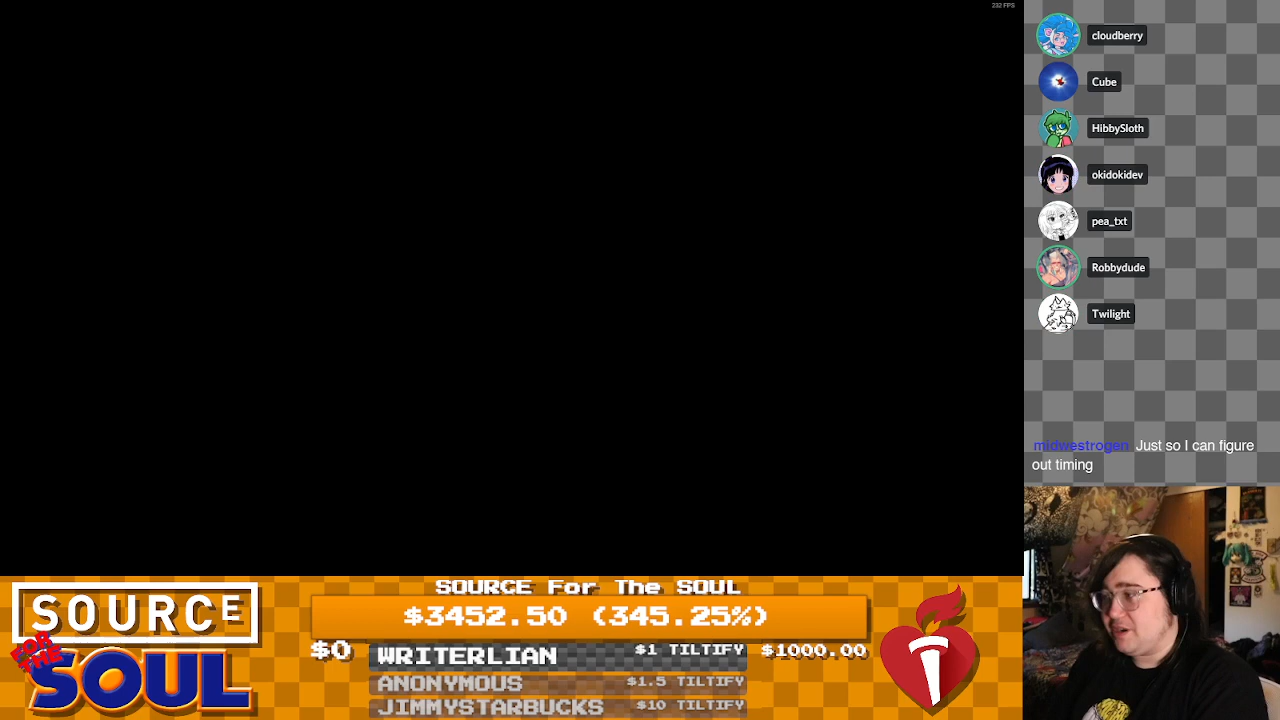 232 FPS
cloudberry
Cube
HibbySloth
okidokidev
pea_txt
Robbydude
Twilight
midwestrogen Just so I can figure
out timing
SOURCE
FOR THE
SOUL
SOURCE For The SOUL
$3452.50 (345.25%)
$0
WRITERLIAN $1 TILTIFY
$1000.00
ANONYMOUS $1.5 TILTIFY
JIMMYSTARBUCKS $10 TILTIFY